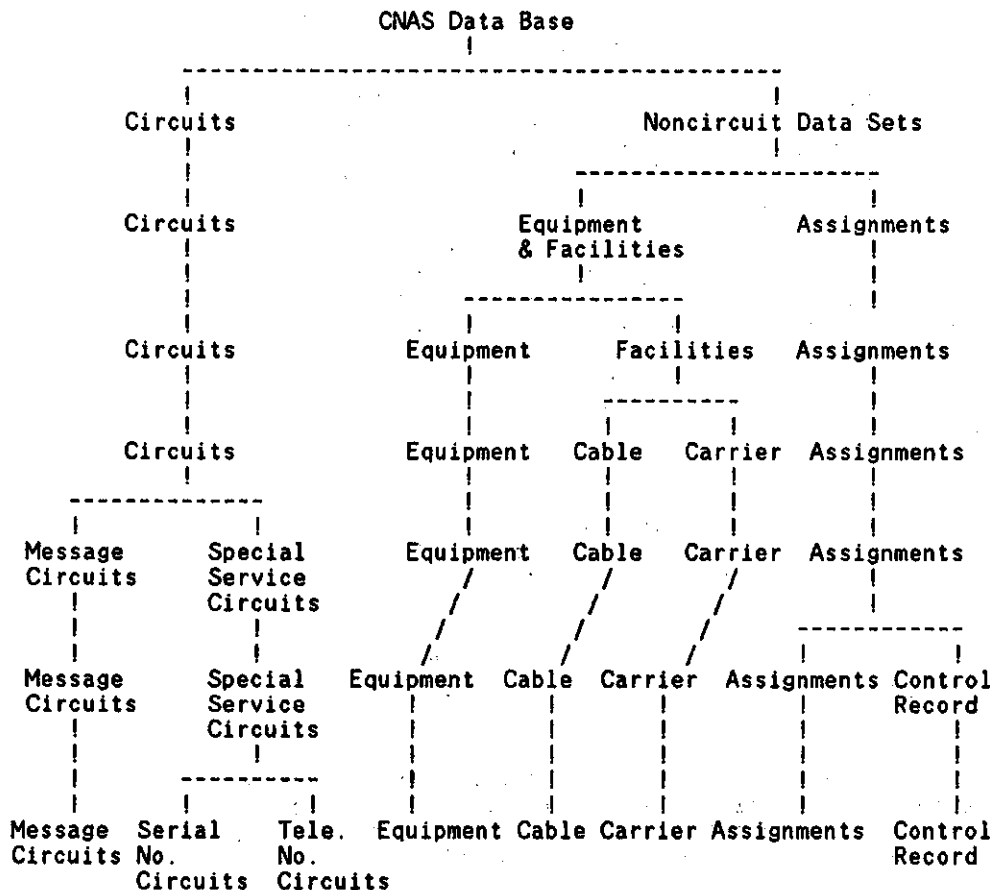 CNAS Data Base
Circuits Noncircuit Data Sets
Circuits Equipment Assignments
& Facilities
Circuits Equipment Facilities Assignments
Circuits Equipment Cable Carrier Assignments
Message Special Equipment Cable Carrier Assignments
Circuits Service
Circuits
Message Special Equipment Cable Carrier Assignments Control
Circuits Service Record
Circuits
Message Serial Tele. Equipment Cable Carrier Assignments Control
Circuits No. No. Record
Circuits Circuits